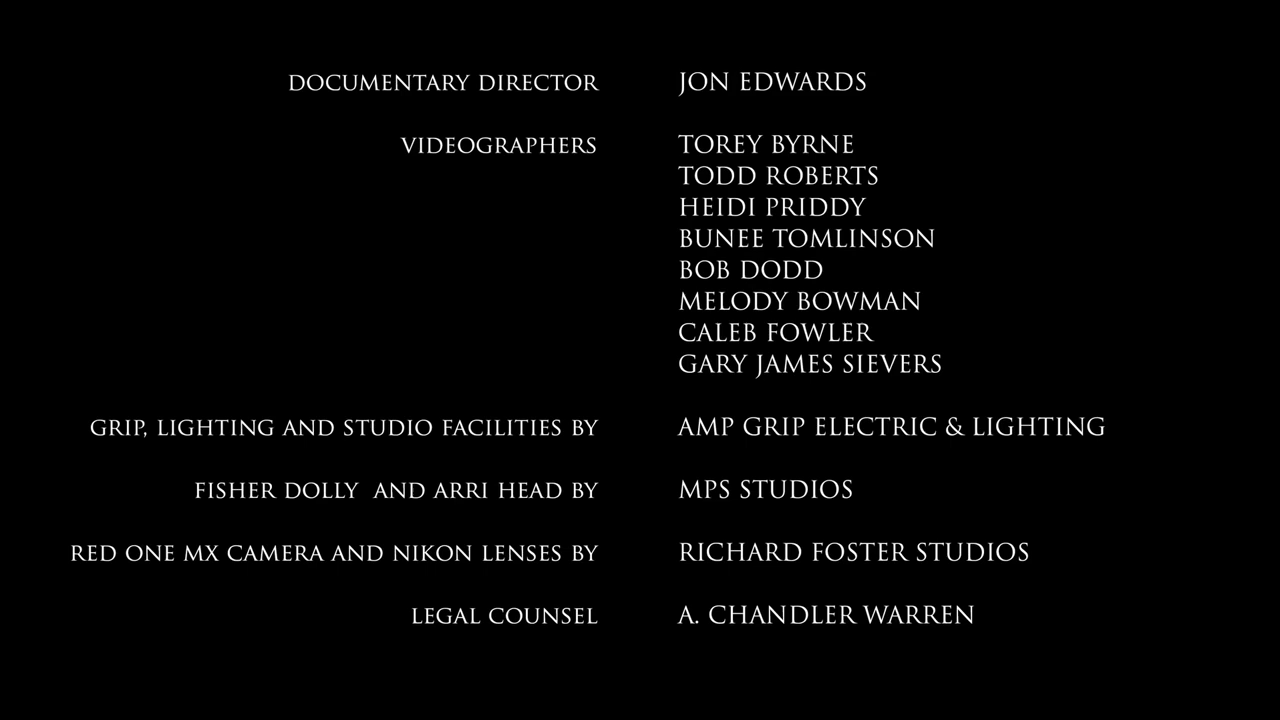 DOCUMENTARY DIRECTOR JON EDWARDS
VIDEOGRAPHERS TOREY BYRNE
TODD ROBERTS
HEIDI PRIDDY
BUNEE TOMLINSON
BOB DODD
MELODY BOWMAN
CALEB FOWLER
GARY JAMES SIEVERS
GRIP, LIGHTING AND STUDIO FACILITIES BY AMP GRIP ELECTRIC & LIGHTING
FISHER DOLLY AND ARRI HEAD BY MPS STUDIOS
RED ONE MX CAMERA AND NIKON LENSES BY RICHARD FOSTER STUDIOS
LEGAL COUNSEL A. CHANDLER WARREN